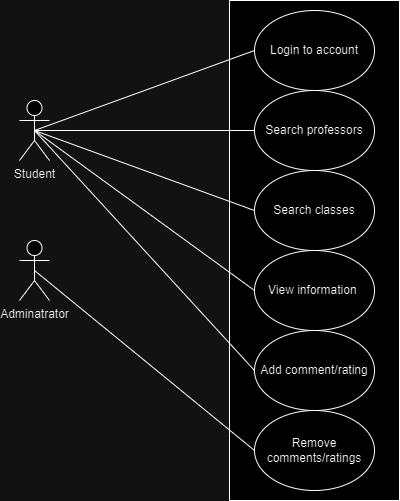 Login to account
Search professors
Student
Search classes
View information
Adminatrator
Add comment/rating
Remove
comments/ratings